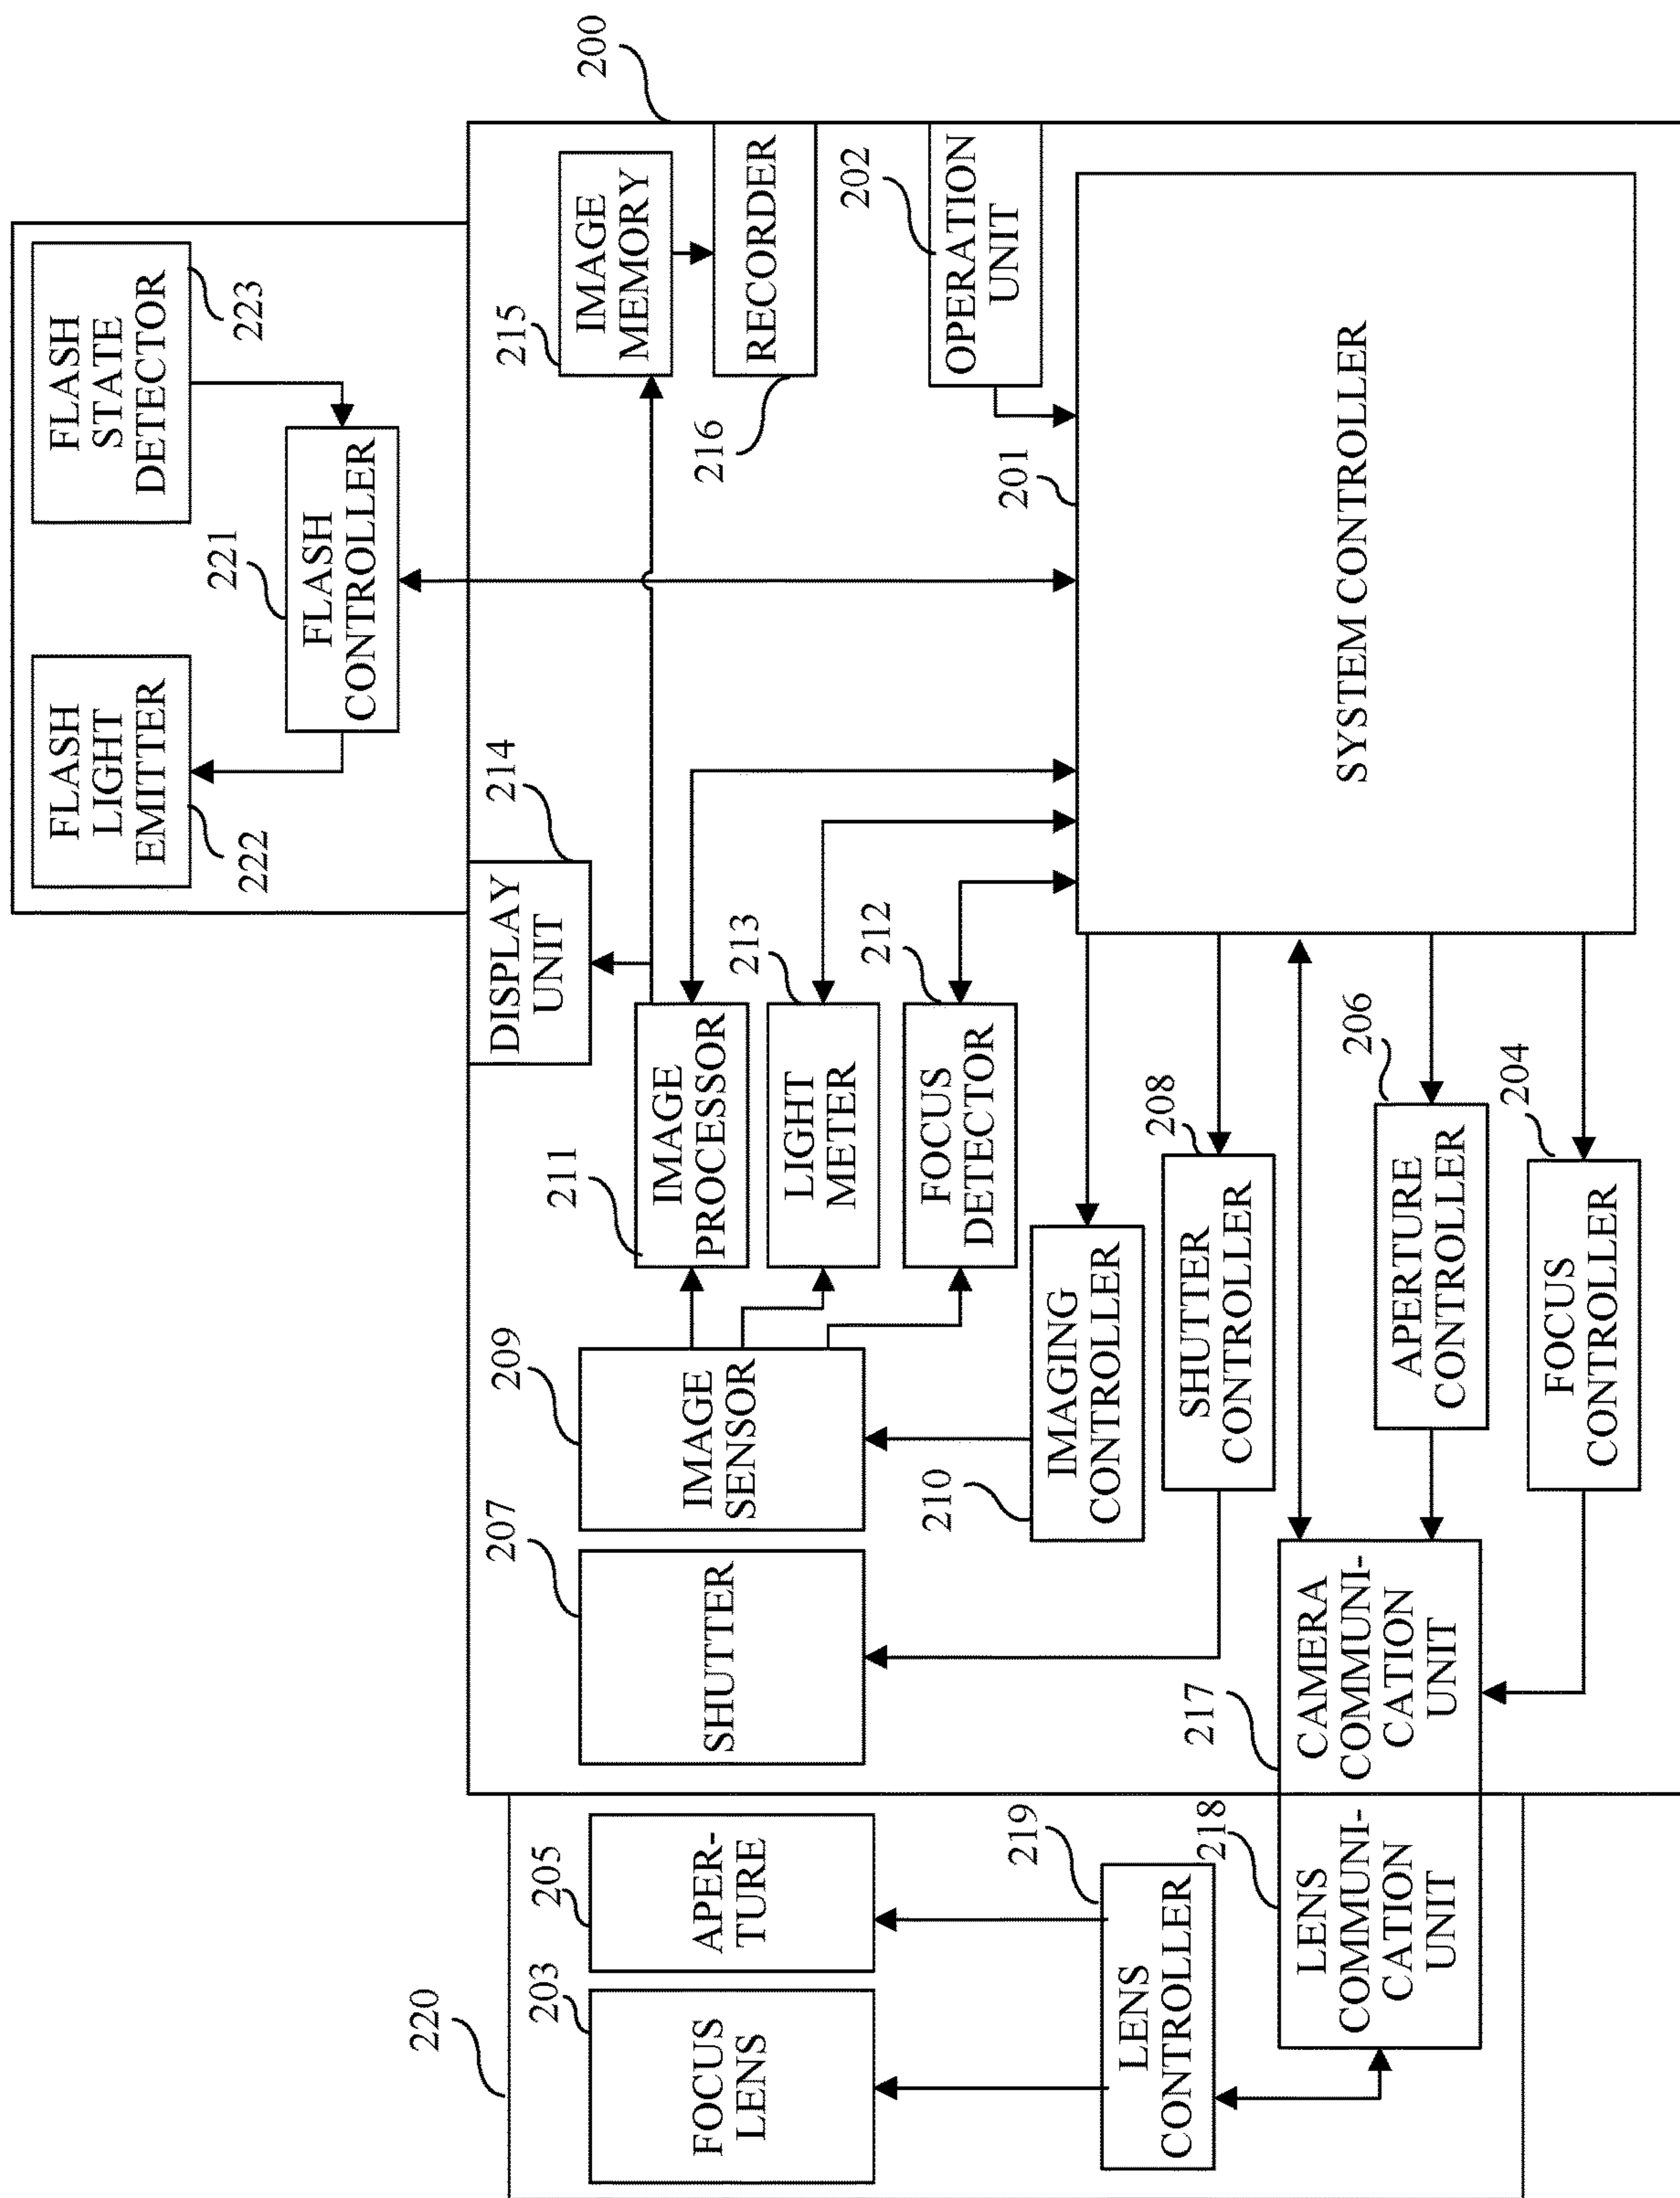 FLASH
LIGHT
EMITTER
222
FLASH
STATE
DETECTOR
223
221
FLASH
CONTROLLER
220
203
FOCUS
LENS
205
APER-
TURE
207
SHUTTER
209
IMAGE
SENSOR
DISPLAY
UNIT
214
215
IMAGE
MEMORY
200
211
IMAGE
PROCESSOR
213
LIGHT
METER
216
RECORDER
212
FOCUS
DETECTOR
202
OPERATION
UNIT
210
IMAGING
CONTROLLER
201
SYSTEM CONTROLLER
219
LENS
CONTROLLER
208
SHUTTER
CONTROLLER
218
LENS
COMMUNI-
CATION
UNIT
217
CAMERA
COMMUNI-
CATION
UNIT
206
APERTURE
CONTROLLER
204
FOCUS
CONTROLLER